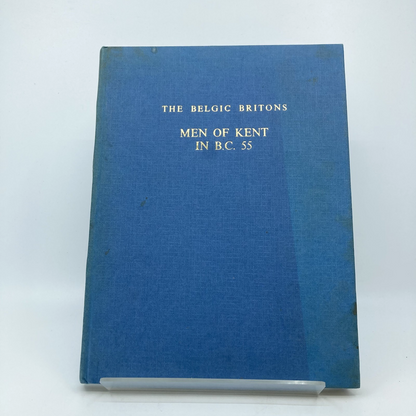 THE BELGIC BRITONS
MEN OF KENT
IN B.C. 55